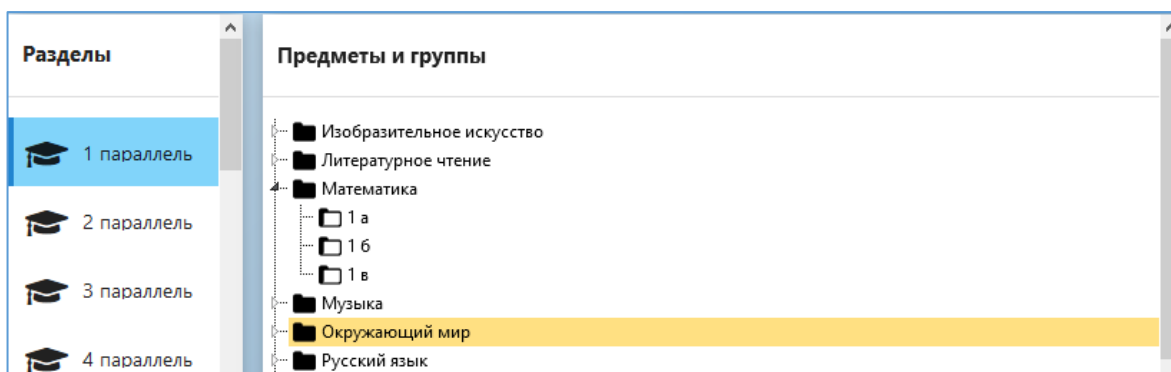 Разделы
1 параллель
2 параллель
3 параллель
4 параллель
Предметы и группы
Изобразительное искусство
Литературное чтение
Математика
1 а
1 б
1 в
Музыка
Окружающий мир
Русский язык